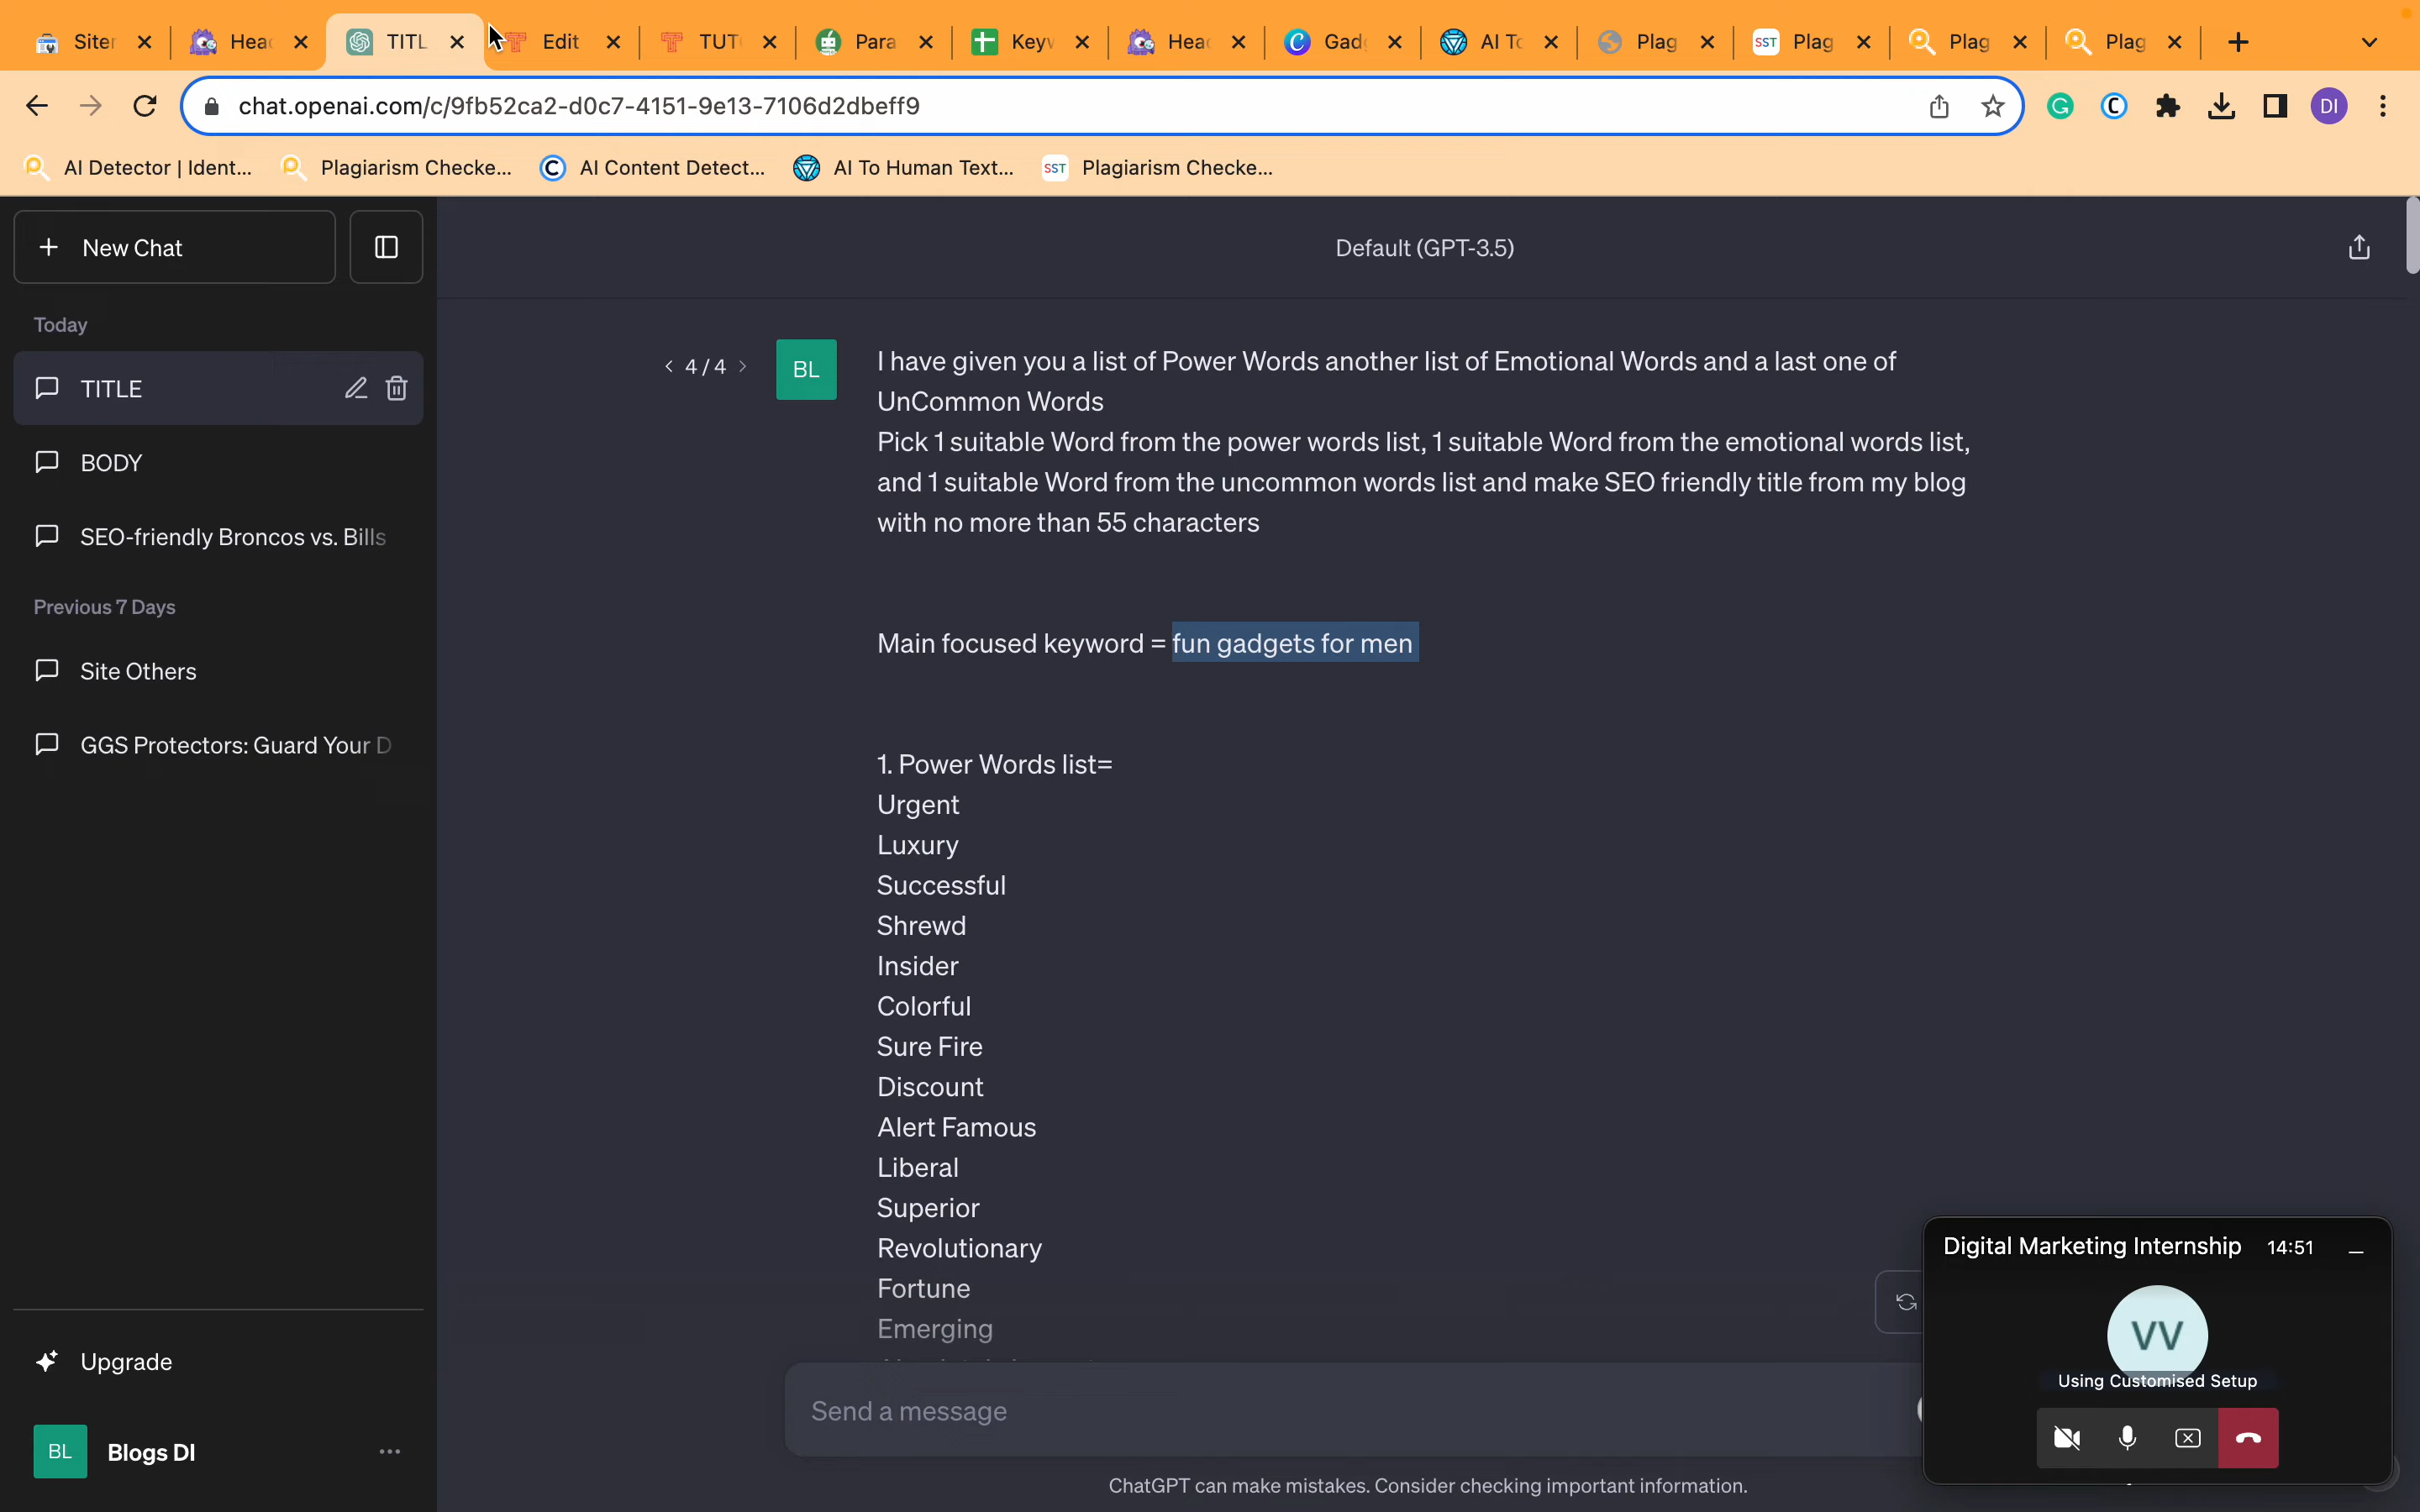 Siter
Hea
TITL
Edit
TUT
Para
Keyw
Hea
Gad
AI To
Plag
SST
Plag
Plag
Plag
chat.openai.com/c/9fb52ca2-d0c7-4151-9e13-7106d2dbeff9
DI
AI Detector | Ident...
Plagiarism Checke...
AI Content Detect...
AI To Human Text...
SST
Plagiarism Checke...
New Chat
Default (GPT-3.5)
Today
TITLE
BODY
SEO-friendly Broncos vs. Bills
Previous 7 Days
Site Others
GGS Protectors: Guard Your D
Upgrade
BL
Blogs DI
< 4 / 4 >
BL
I have given you a list of Power Words another list of Emotional Words and a last one of
UnCommon Words
Pick 1 suitable Word from the power words list, 1 suitable Word from the emotional words list,
and 1 suitable Word from the uncommon words list and make SEO friendly title from my blog
with no more than 55 characters
Main focused keyword = fun gadgets for men
1. Power Words list=
Urgent
Luxury
Successful
Shrewd
Insider
Colorful
Sure Fire
Discount
Alert Famous
Liberal
Superior
Revolutionary
Fortune
Emerging
Send a message
ChatGPT can make mistakes. Consider checking important information.
Digital Marketing Internship 14:51
VV
Using Customised Setup